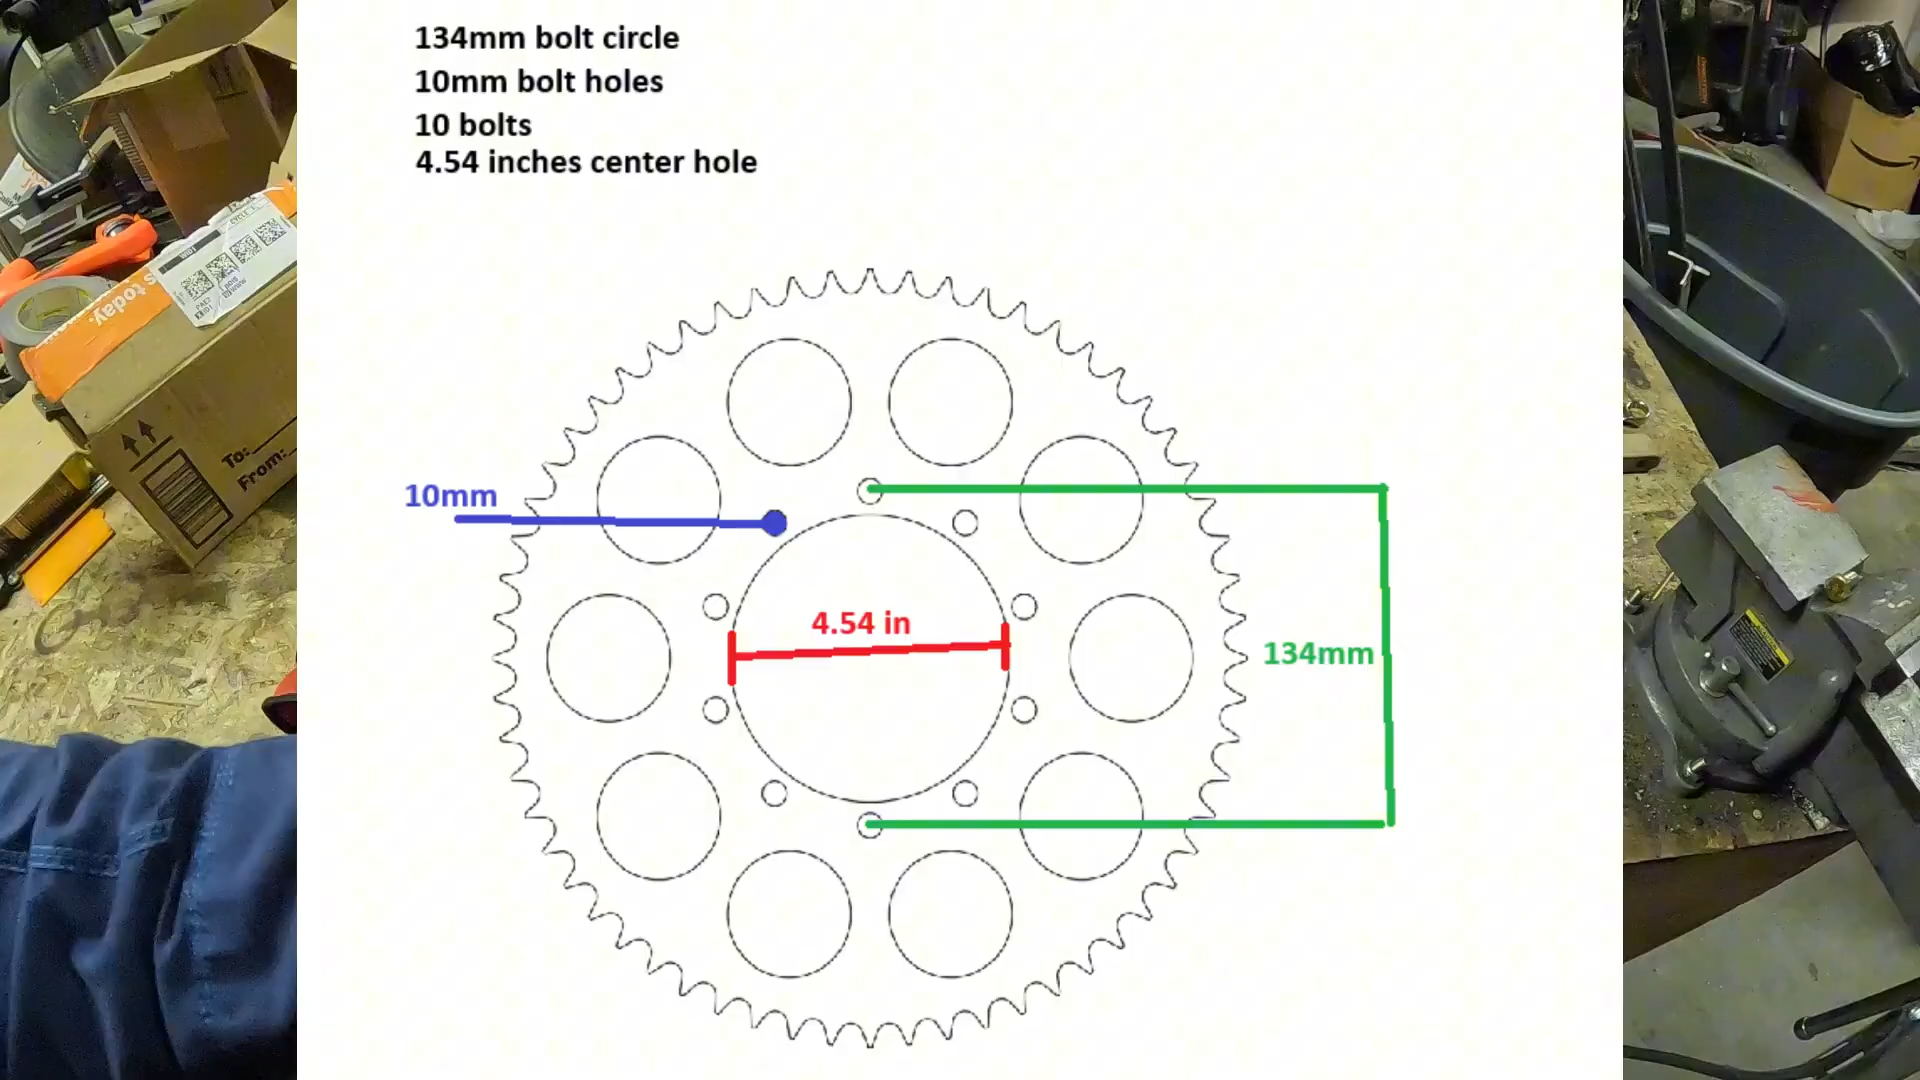 134mm bolt circle
10mm bolt holes
10 bolts
4.54 inches center hole
10mm
4.54 in
134mm
s today.
To:
From: